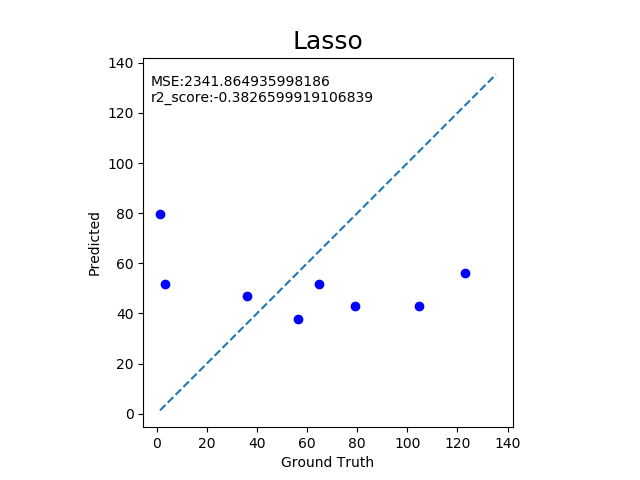 Lasso
MSE:2341.864935998186
r2_score:-0.3826599919106839
140
120
100
80
60
40
20
0
Predicted
0 20 40 60 80 100 120 140
Ground Truth